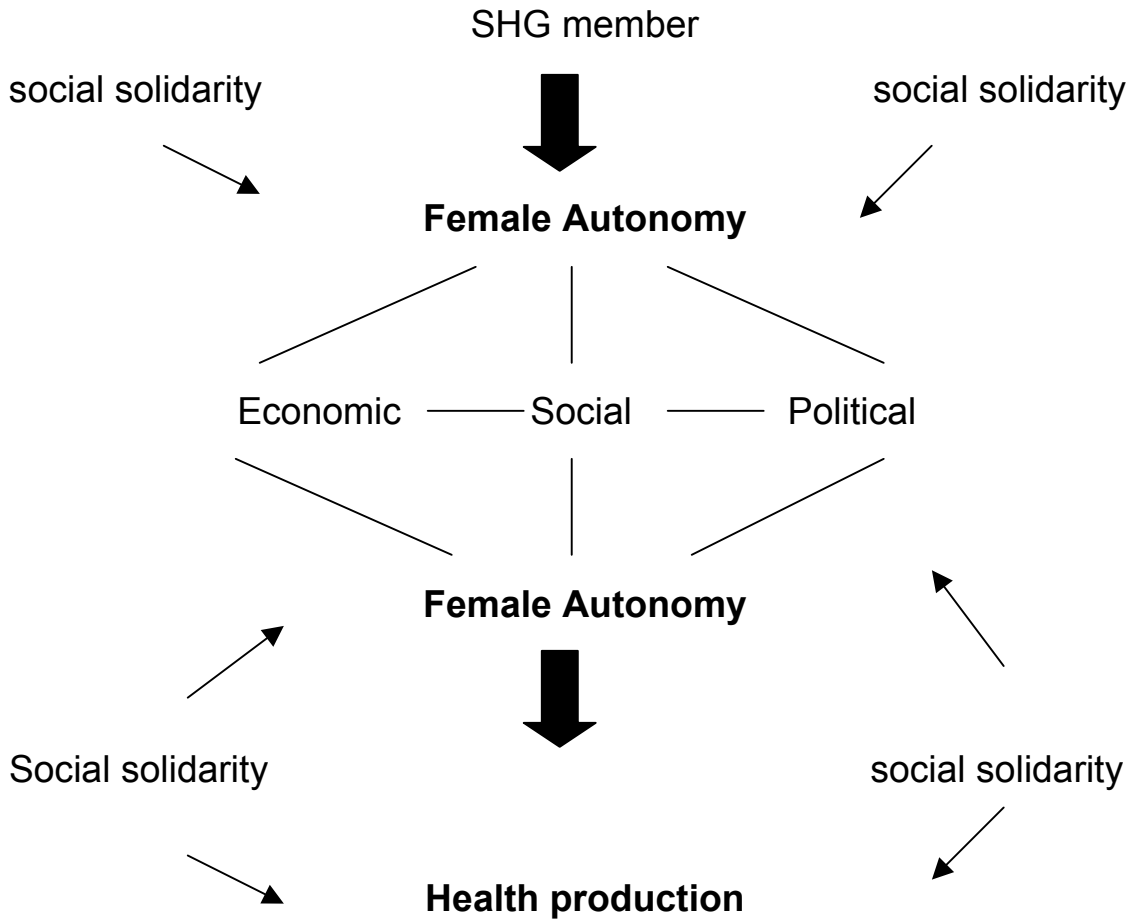 SHG member
social solidarity
social solidarity
Female Autonomy
Economic
Social
Political
Female Autonomy
Social solidarity
social solidarity
Health production